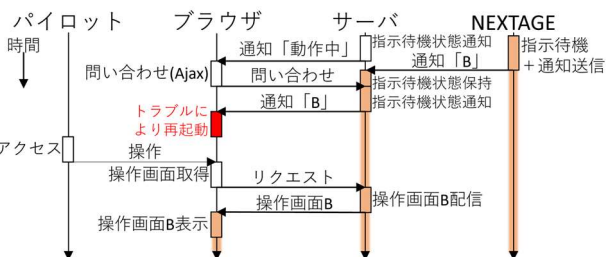 パイロット ブラウザ サーバ NEXTAGE
時間
指示待機状態通知
指示待機
＋通知送信
通知「動作中」
通知「B」
問い合わせ(Ajax)
問い合わせ
指示待機状態保持
指示待機状態通知
通知「B」
トラブルに
より再起動
アクセス
操作
操作画面取得
リクエスト
操作画面B配信
操作画面B
操作画面B表示